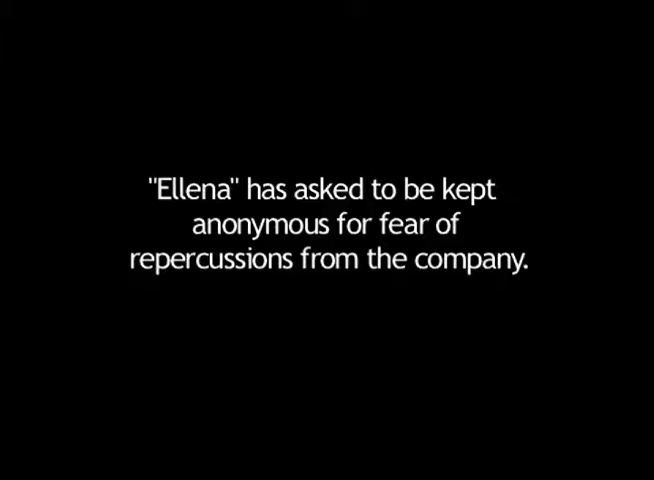 "Ellena" has asked to be kept
anonymous for fear of
repercussions from the company.